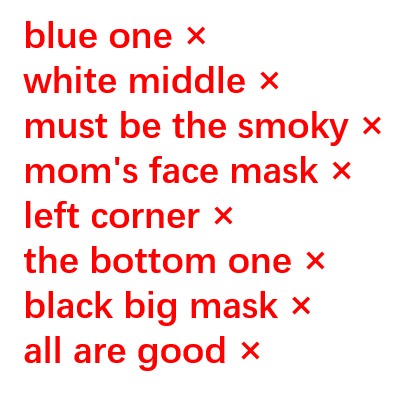 blue one ×
white middle ×
must be the smoky ×
mom's face mask ×
left corner ×
the bottom one ×
black big mask ×
all are good ×